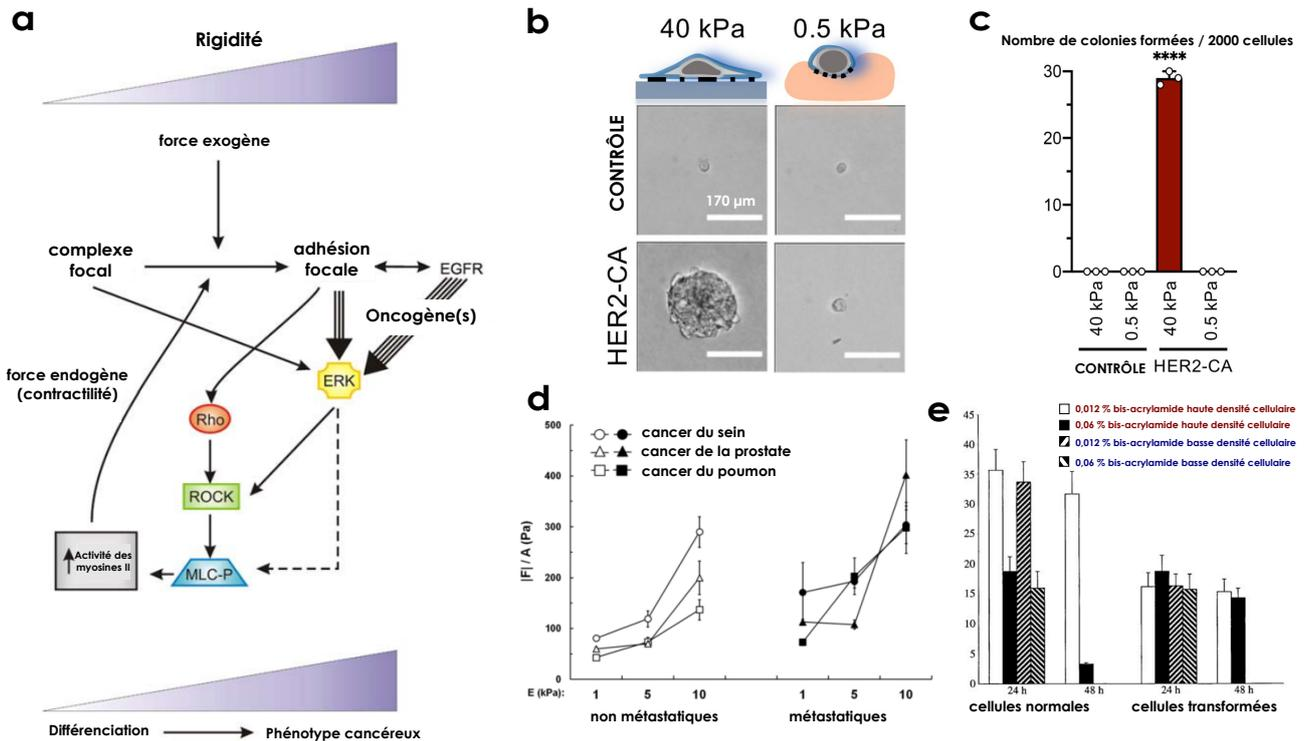 a
Rigidité
force exogène
complexe
focal
adhésion
focale
EGFR
Oncogène(s)
ERK
force endogène
(contractilité)
Rho
ROCK
Activité des
myosines II
MLC-P
Différenciation
Phénotype cancéreux
b
40 kPa
0.5 kPa
CONTRÔLE
170 µm
HER2-CA
c
Nombre de colonies formées / 2000 cellules
****
30
20
10
0
40 kPa
0.5 kPa
40 kPa
0.5 kPa
CONTRÔLE
HER2-CA
d
|F| / A (Pa)
500
400
300
200
100
0
cancer du sein
cancer de la prostate
cancer du poumon
E (kPa):
1
5
10
1
5
10
non métastatiques
métastatiques
e
0,012 % bis-acrylamide haute densité cellulaire
0,06 % bis-acrylamide haute densité cellulaire
0,012 % bis-acrylamide basse densité cellulaire
0,06 % bis-acrylamide basse densité cellulaire
45
40
35
30
25
20
15
10
5
0
24 h
48 h
24 h
48 h
cellules normales
cellules transformées